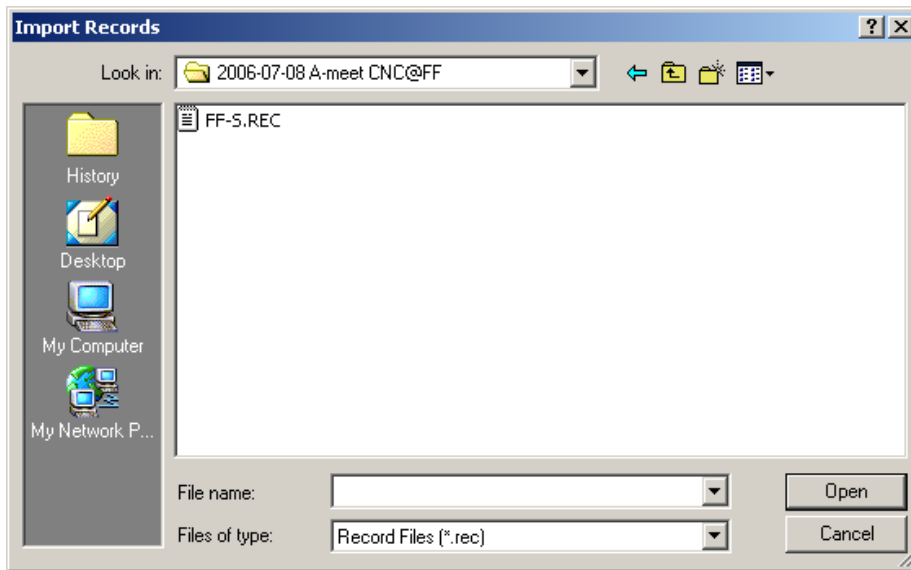 Import Records
Look in: 2006-07-08 A-meet CNC@FF
FF-S.REC
History
Desktop
My Computer
My Network P...
File name: Open
Files of type: Record Files (*.rec) Cancel